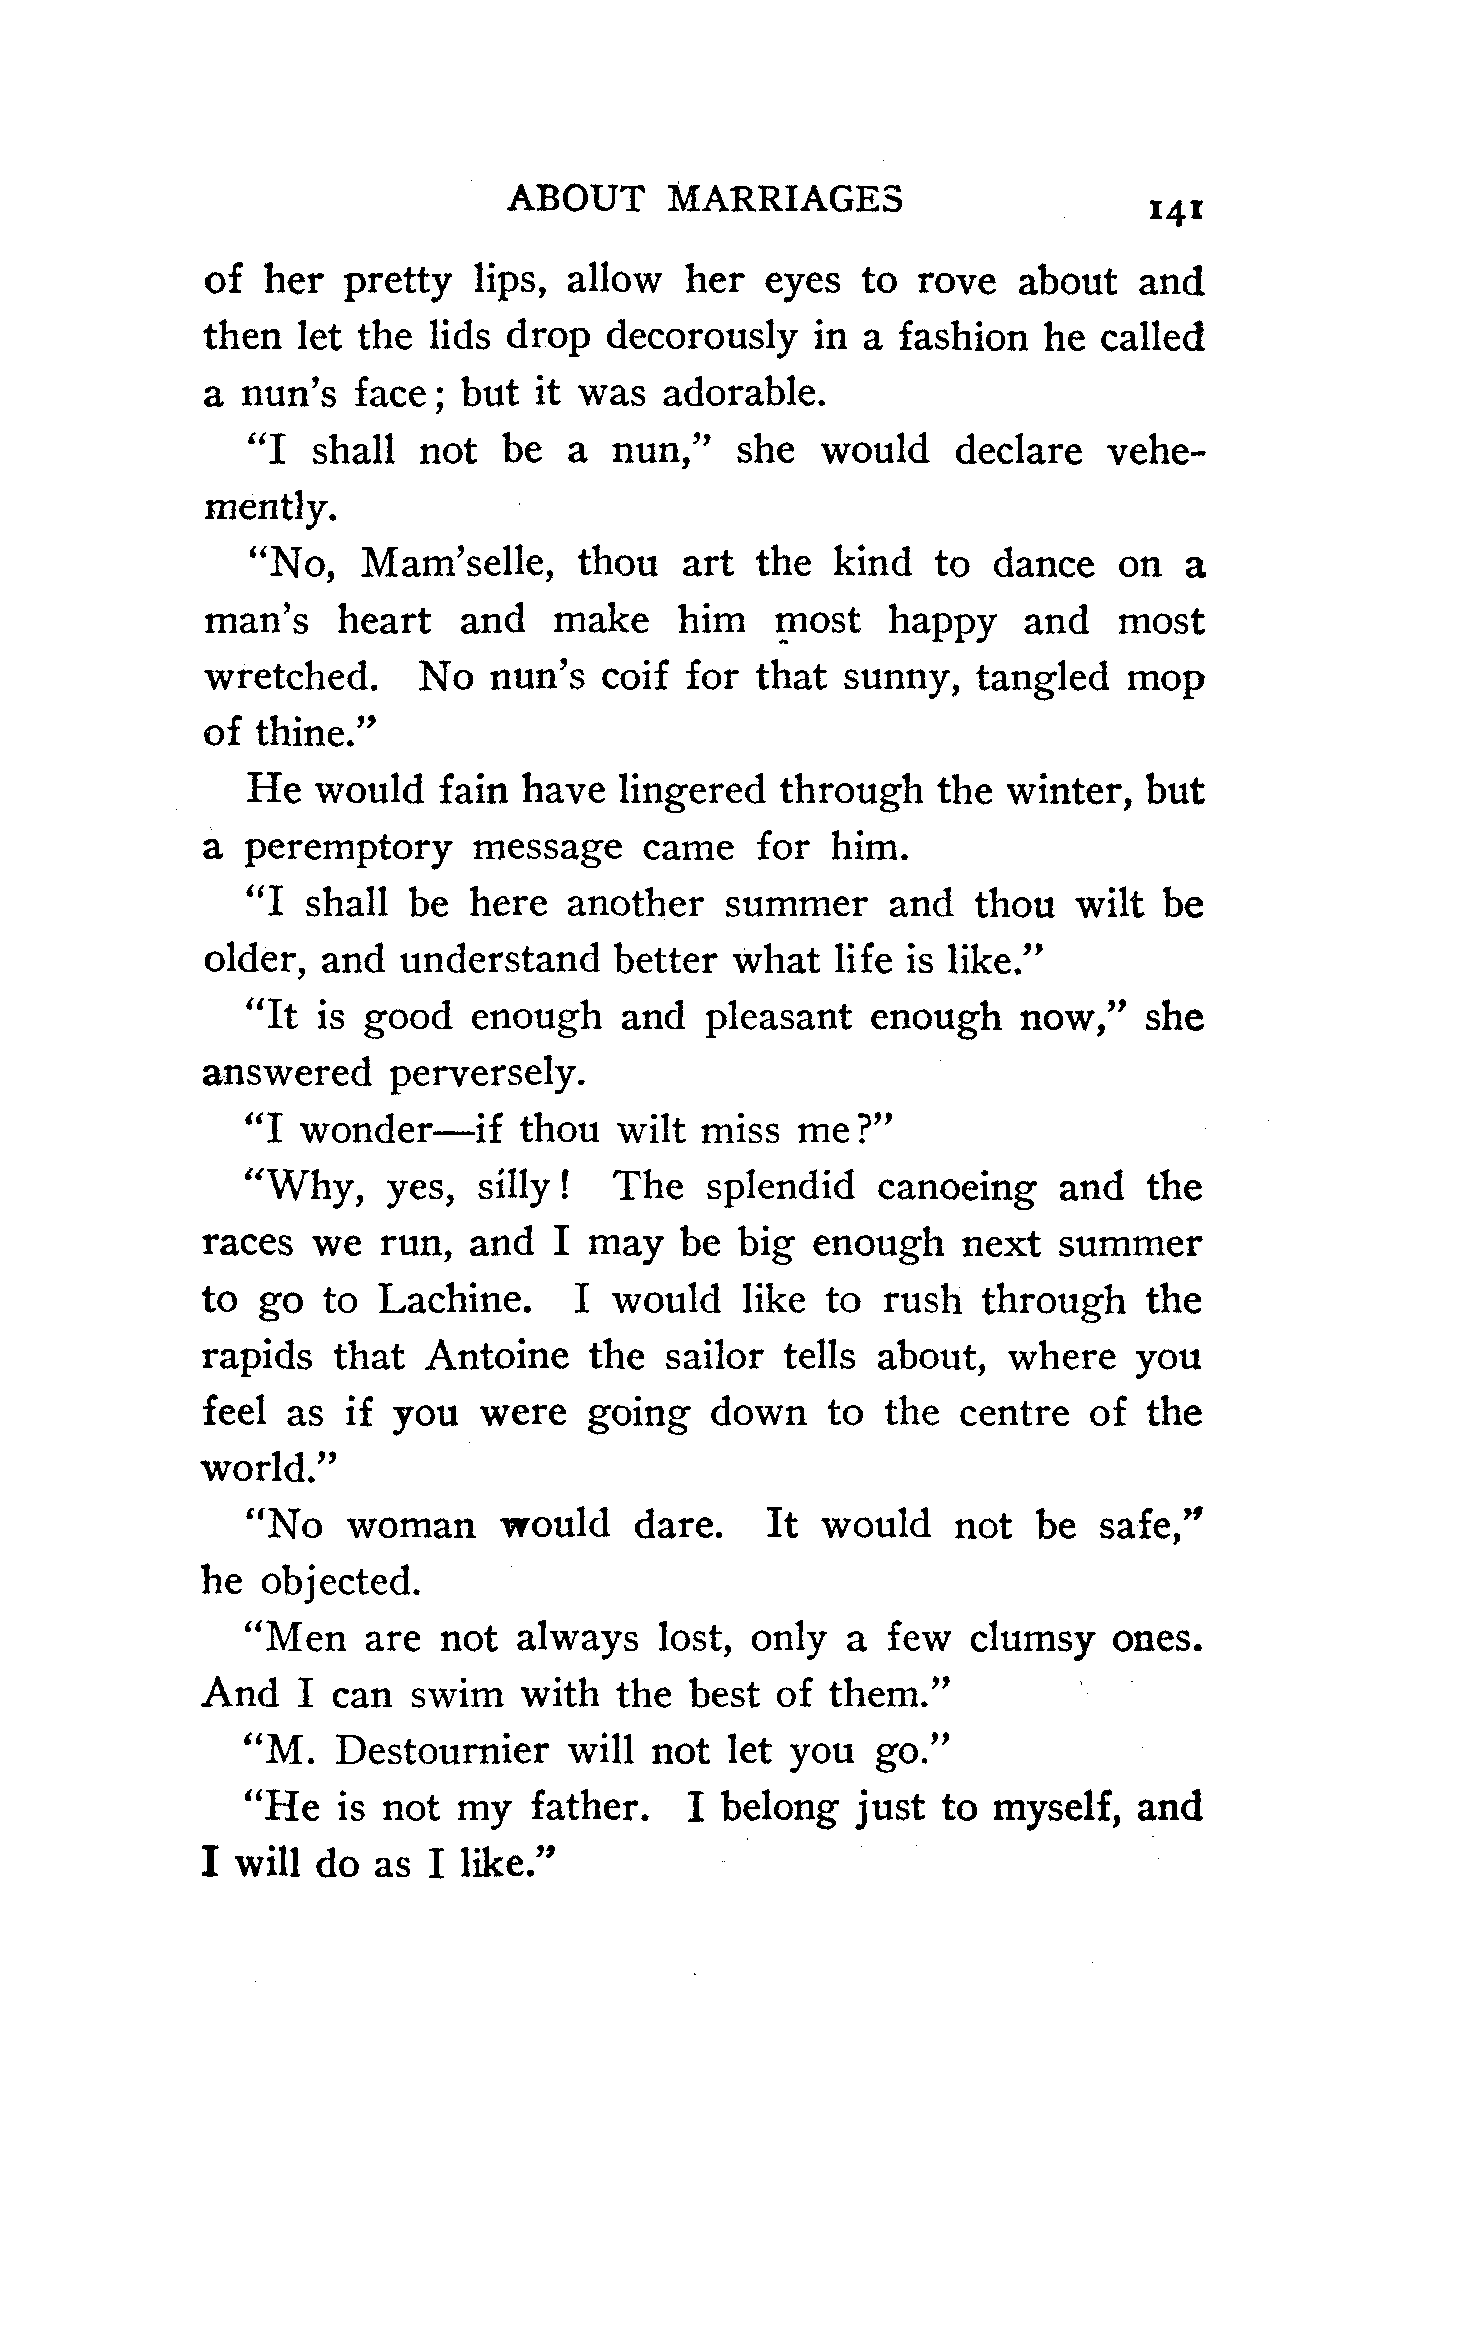 ABOUT MARRIAGES 141
of her pretty lips, allow her eyes to rove about and
then let the lids drop decorously in a fashion he called
a nun's face; but it was adorable.
"I shall not be a nun," she would declare vehe-
mently.
"No, Mam'selle, thou art the kind to dance on a
man's heart and make him most happy and most
wretched. No nun's coif for that sunny, tangled mop
of thine."
He would fain have lingered through the winter, but
a peremptory message came for him.
"I shall be here another summer and thou wilt be
older, and understand better what life is like."
"It is good enough and pleasant enough now," she
answered perversely.
"I wonder—if thou wilt miss me?"
"Why, yes, silly! The splendid canoeing and the
races we run, and I may be big enough next summer
to go to Lachine. I would like to rush through the
rapids that Antoine the sailor tells about, where you
feel as if you were going down to the centre of the
world."
"No woman would dare. It would not be safe,"
he objected.
"Men are not always lost, only a few clumsy ones.
And I can swim with the best of them."
"M. Destournier will not let you go."
"He is not my father. I belong just to myself, and
I will do as I like."